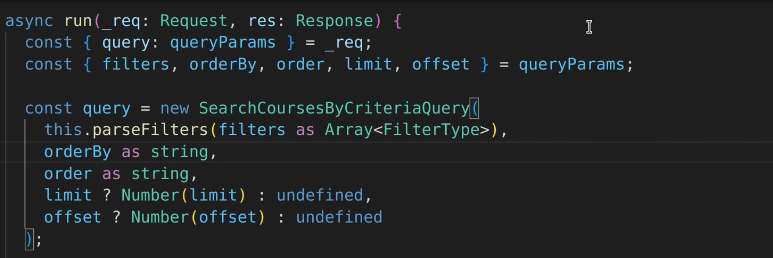 async run(_req: Request, res: Response) {
const { query: queryParams } = _req;
const { filters, orderBy, order, limit, offset } = queryParams;
const query = new SearchCoursesByCriteriaQuery(
this.parseFilters(filters as Array<FilterType>),
orderBy as string,
order as string,
limit ? Number(limit) : undefined,
offset ? Number(offset) : undefined
);